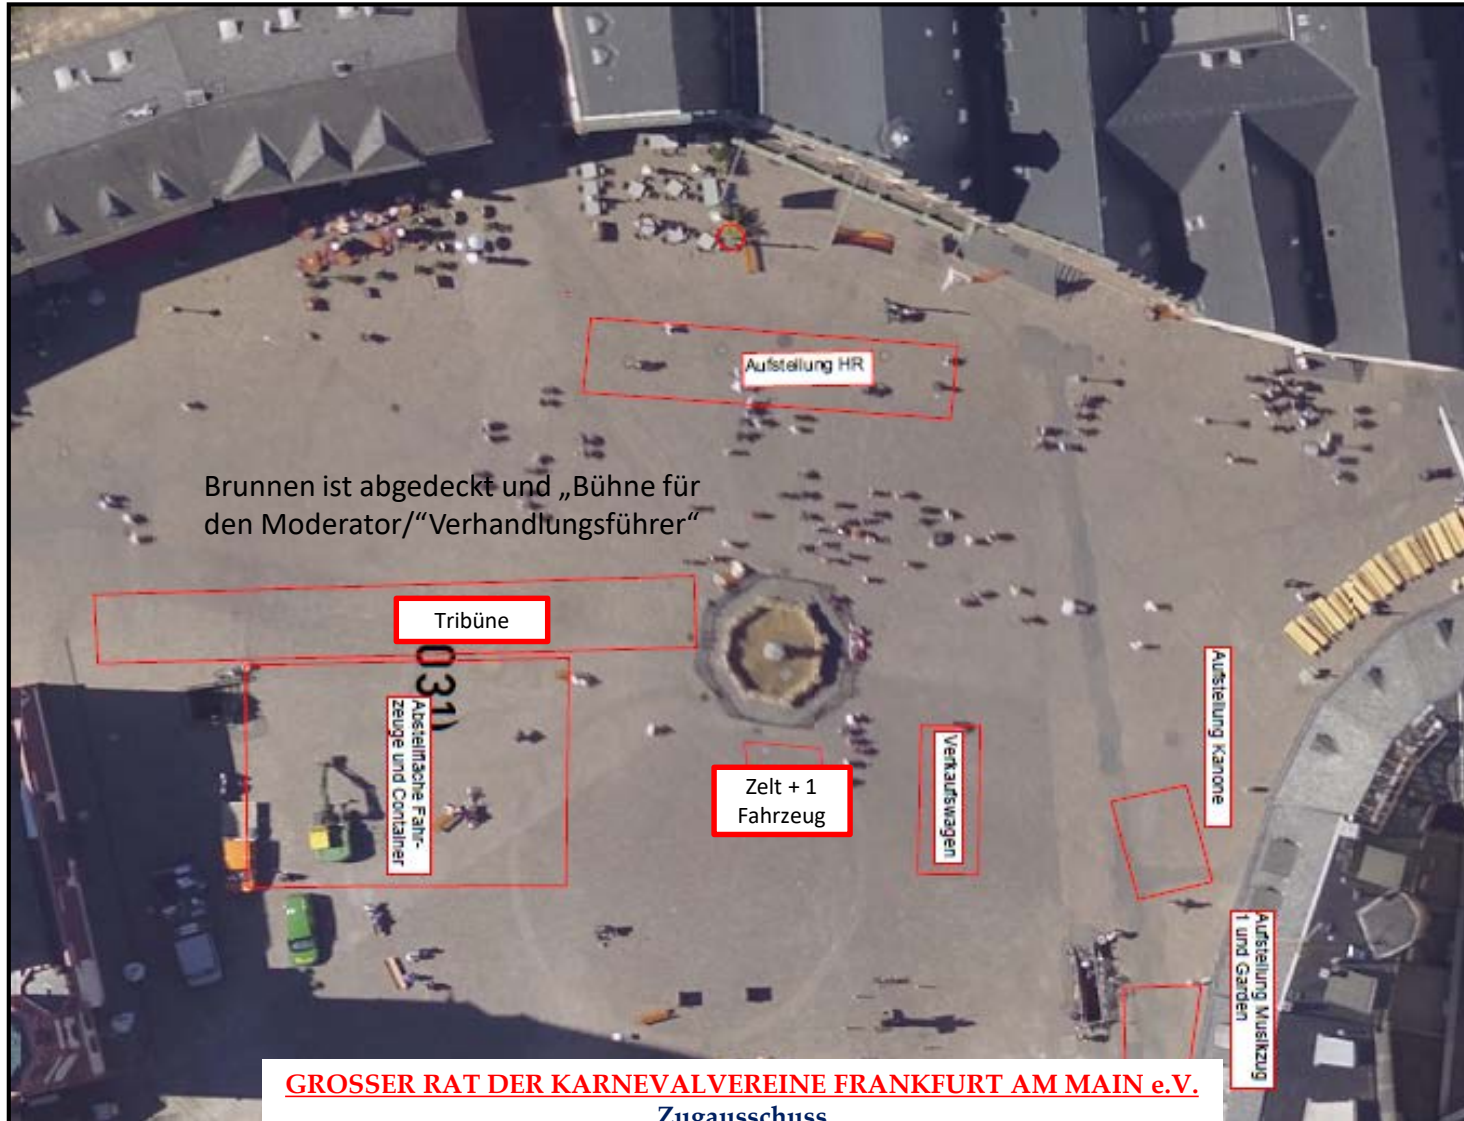 Aufstellung HR
Brunnen ist abgedeckt und „Bühne für
den Moderator/“Verhandlungsführer“
Tribüne
031)
Abstellfläche Fahr-
zeuge und Container
Zelt + 1
Fahrzeug
Verkaufswagen
Aufstellung Kanone
Aufstellung Musikzug
1 und Garden
GROSSER RAT DER KARNEVALVEREINE FRANKFURT AM MAIN e.V.
Zugausschuss